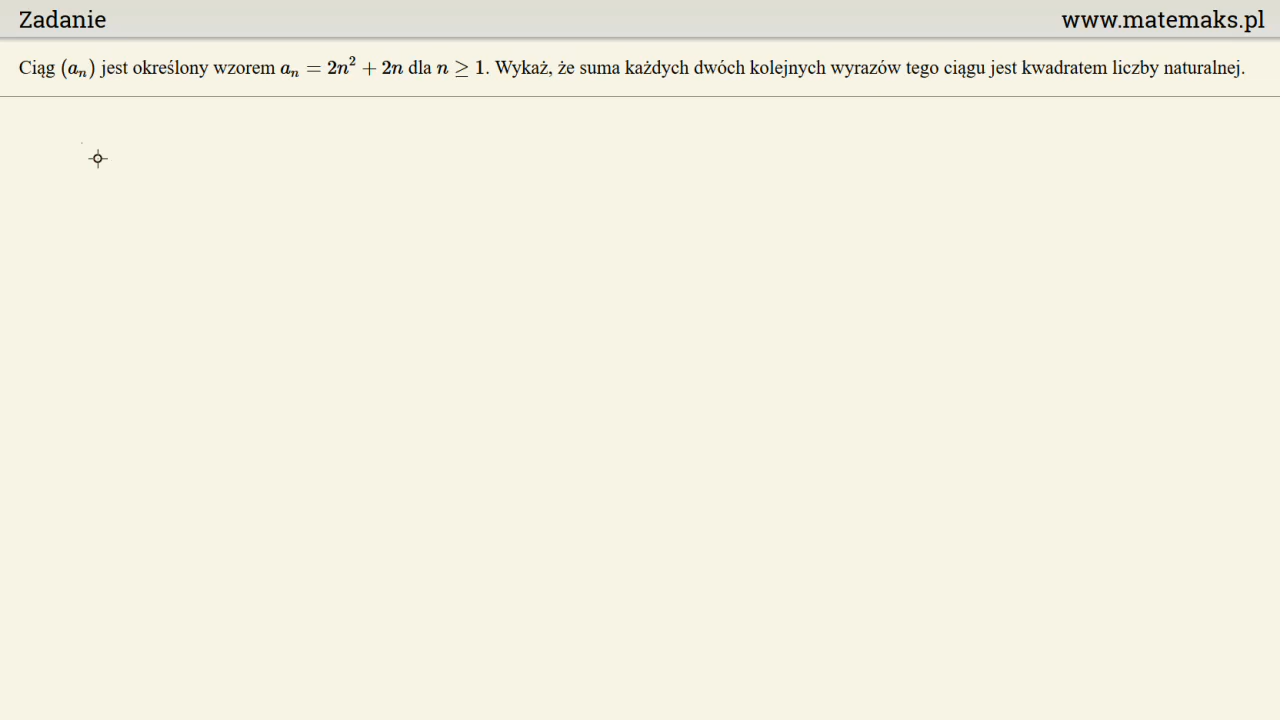 Zadanie www.matemaks.pl
Ciąg (aₙ) jest określony wzorem aₙ = 2n² + 2n dla n ≥ 1. Wykaż, że suma każdych dwóch kolejnych wyrazów tego ciągu jest kwadratem liczby naturalnej.